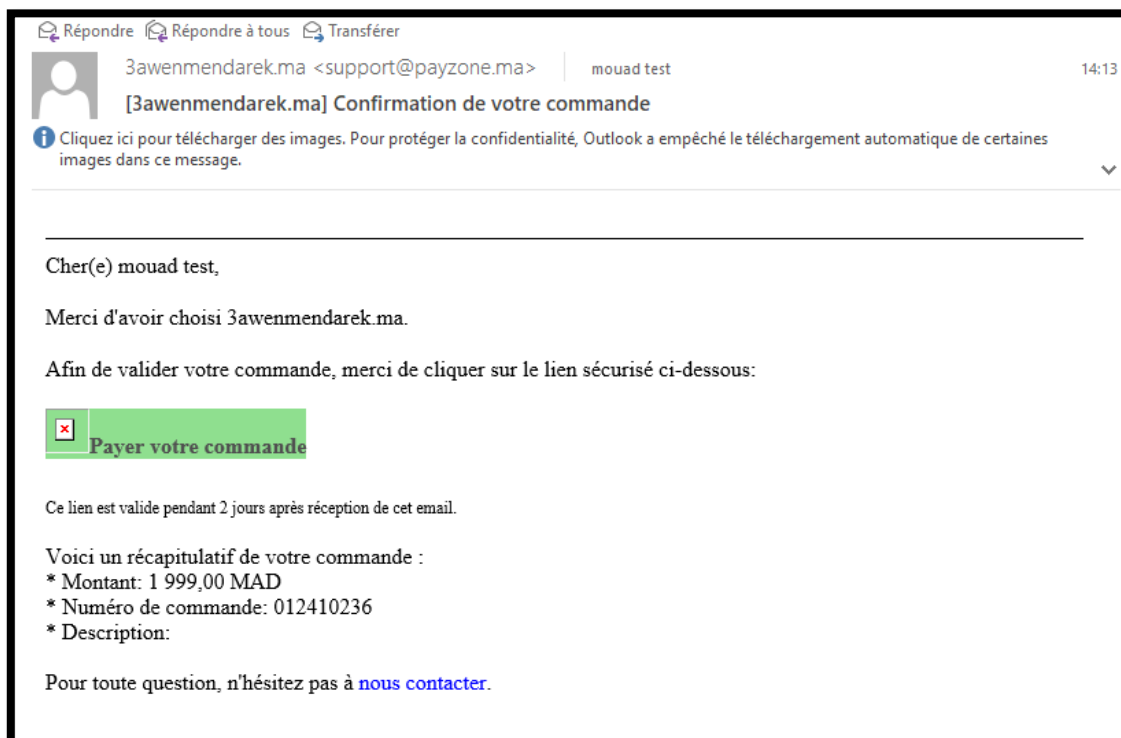 Répondre Répondre à tous Transférer
3awenmendarek.ma <support@payzone.ma> mouad test 14:13
[3awenmendarek.ma] Confirmation de votre commande
Cliquez ici pour télécharger des images. Pour protéger la confidentialité, Outlook a empêché le téléchargement automatique de certaines
images dans ce message.
Cher(e) mouad test,
Merci d'avoir choisi 3awenmendarek.ma.
Afin de valider votre commande, merci de cliquer sur le lien sécurisé ci-dessous:
Payer votre commande
Ce lien est valide pendant 2 jours après réception de cet email.
Voici un récapitulatif de votre commande :
* Montant: 1 999,00 MAD
* Numéro de commande: 012410236
* Description:
Pour toute question, n'hésitez pas à nous contacter.